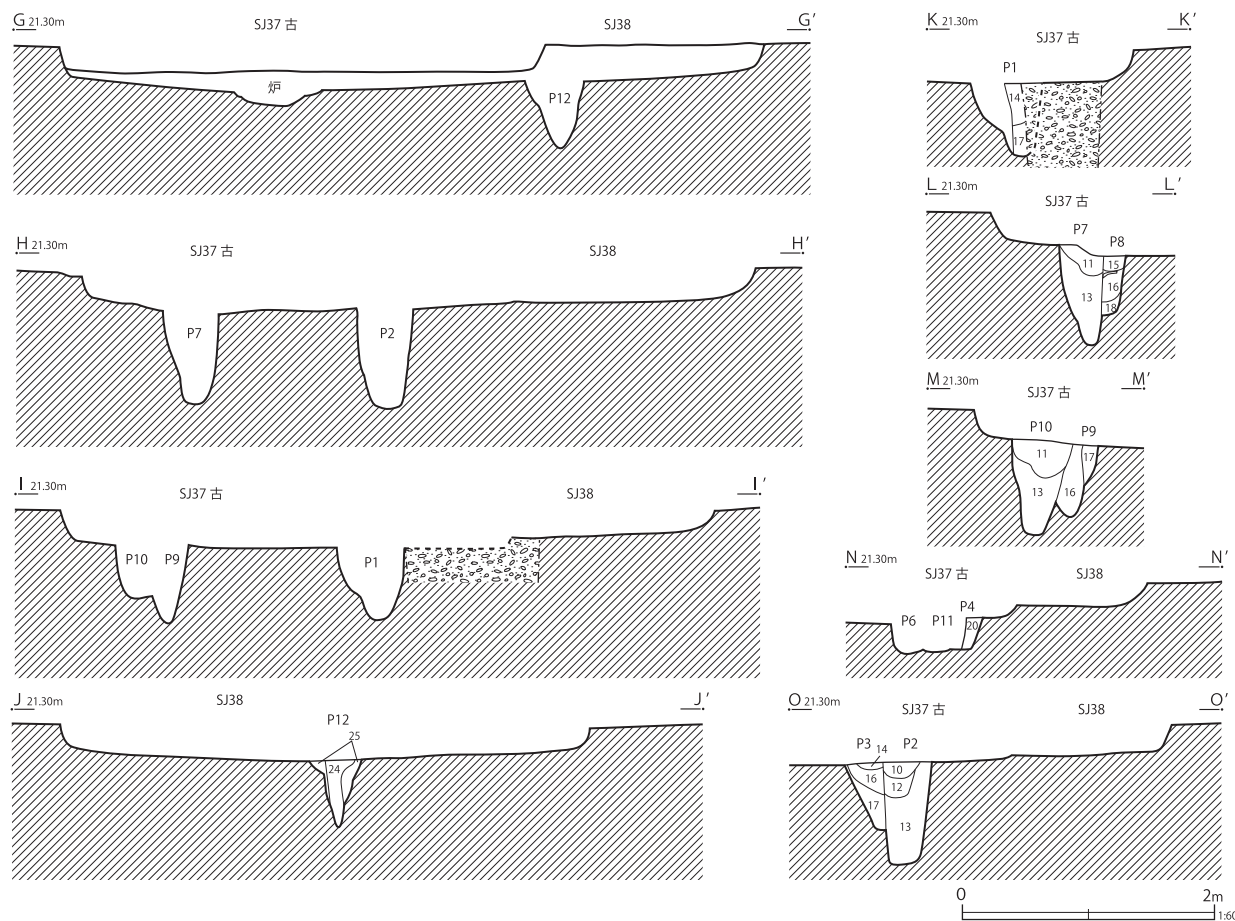 G 21.30m SJ37 古 SJ38 G′
炉
P12
H 21.30m SJ37 古 SJ38 H′
P7 P2
I 21.30m SJ37 古 SJ38 I′
P10 P9 P1
J 21.30m SJ38 J′
P12
25
24
K 21.30m K′
SJ37 古
P1
14
17
L 21.30m L′
SJ37 古
P7 P8
11 15
16
13
18
M 21.30m M′
SJ37 古
P10 P9
11 17
13 16
N 21.30m N′
SJ37 古 SJ38
P6 P11 P4
20
O 21.30m SJ37 古 SJ38 O′
P3 14 P2
10
16 12
17
13
0 2m
1:60